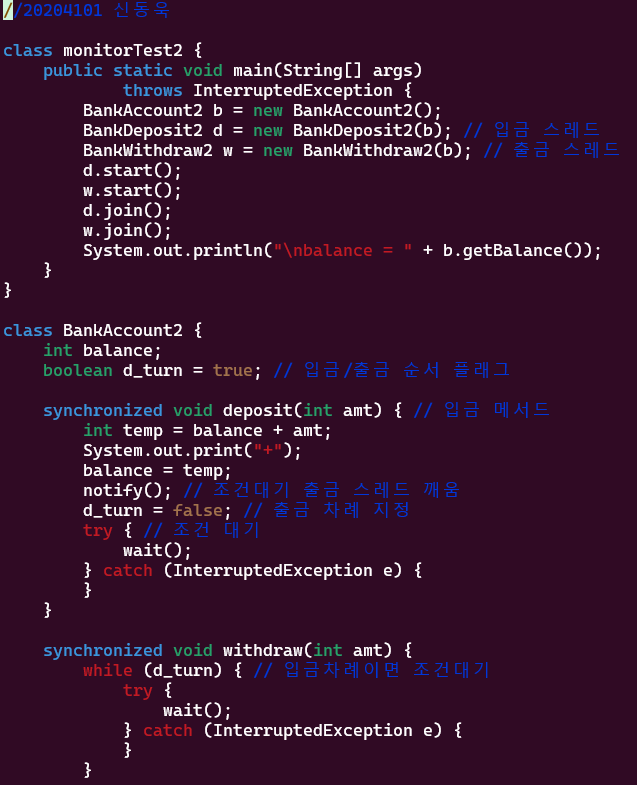 //20204101 신동욱

class monitorTest2 {
    public static void main(String[] args)
            throws InterruptedException {
        BankAccount2 b = new BankAccount2();
        BankDeposit2 d = new BankDeposit2(b); // 입금 스레드
        BankWithdraw2 w = new BankWithdraw2(b); // 출금 스레드
        d.start();
        w.start();
        d.join();
        w.join();
        System.out.println("\nbalance = " + b.getBalance());
    }
}

class BankAccount2 {
    int balance;
    boolean d_turn = true; // 입금/출금 순서 플래그

    synchronized void deposit(int amt) { // 입금 메서드
        int temp = balance + amt;
        System.out.print("+");
        balance = temp;
        notify(); // 조건대기 출금 스레드 깨움
        d_turn = false; // 출금 차례 지정
        try { // 조건 대기
            wait();
        } catch (InterruptedException e) {
        }
    }

    synchronized void withdraw(int amt) {
        while (d_turn) { // 입금차례이면 조건대기
            try {
                wait();
            } catch (InterruptedException e) {
            }
        }